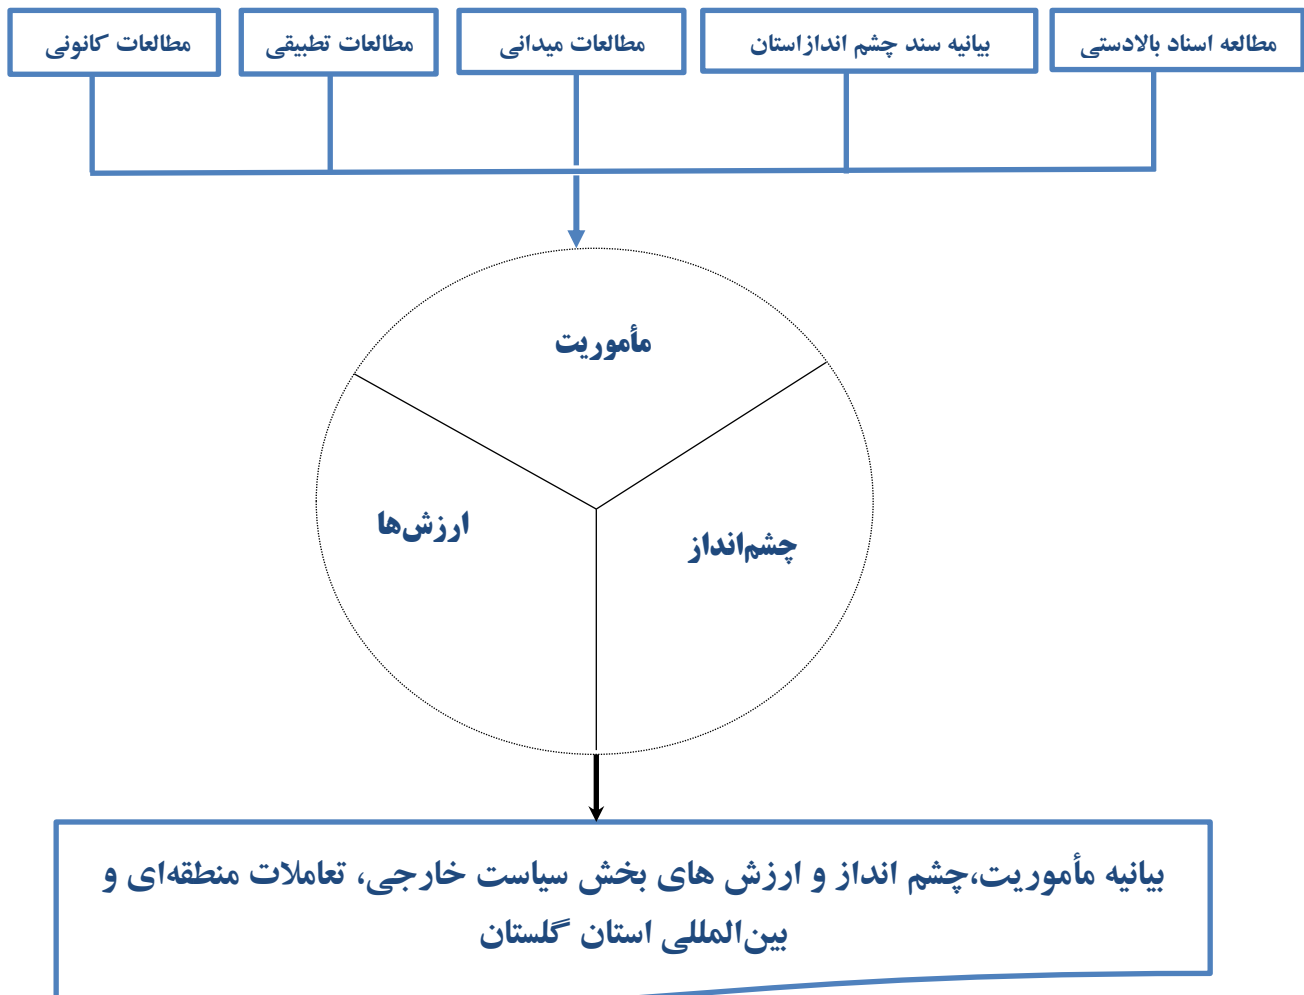 مطالعه اسناد بالادستی
بیانیه سند چشم اندازاستان
مطالعات میدانی
مطالعات تطبیقی
مطالعات کانونی
مأموریت
چشم‌انداز
ارزش‌ها
بیانیه مأموریت،چشم انداز و ارزش های بخش سیاست خارجی، تعاملات منطقه‌ای و
بین‌المللی استان گلستان